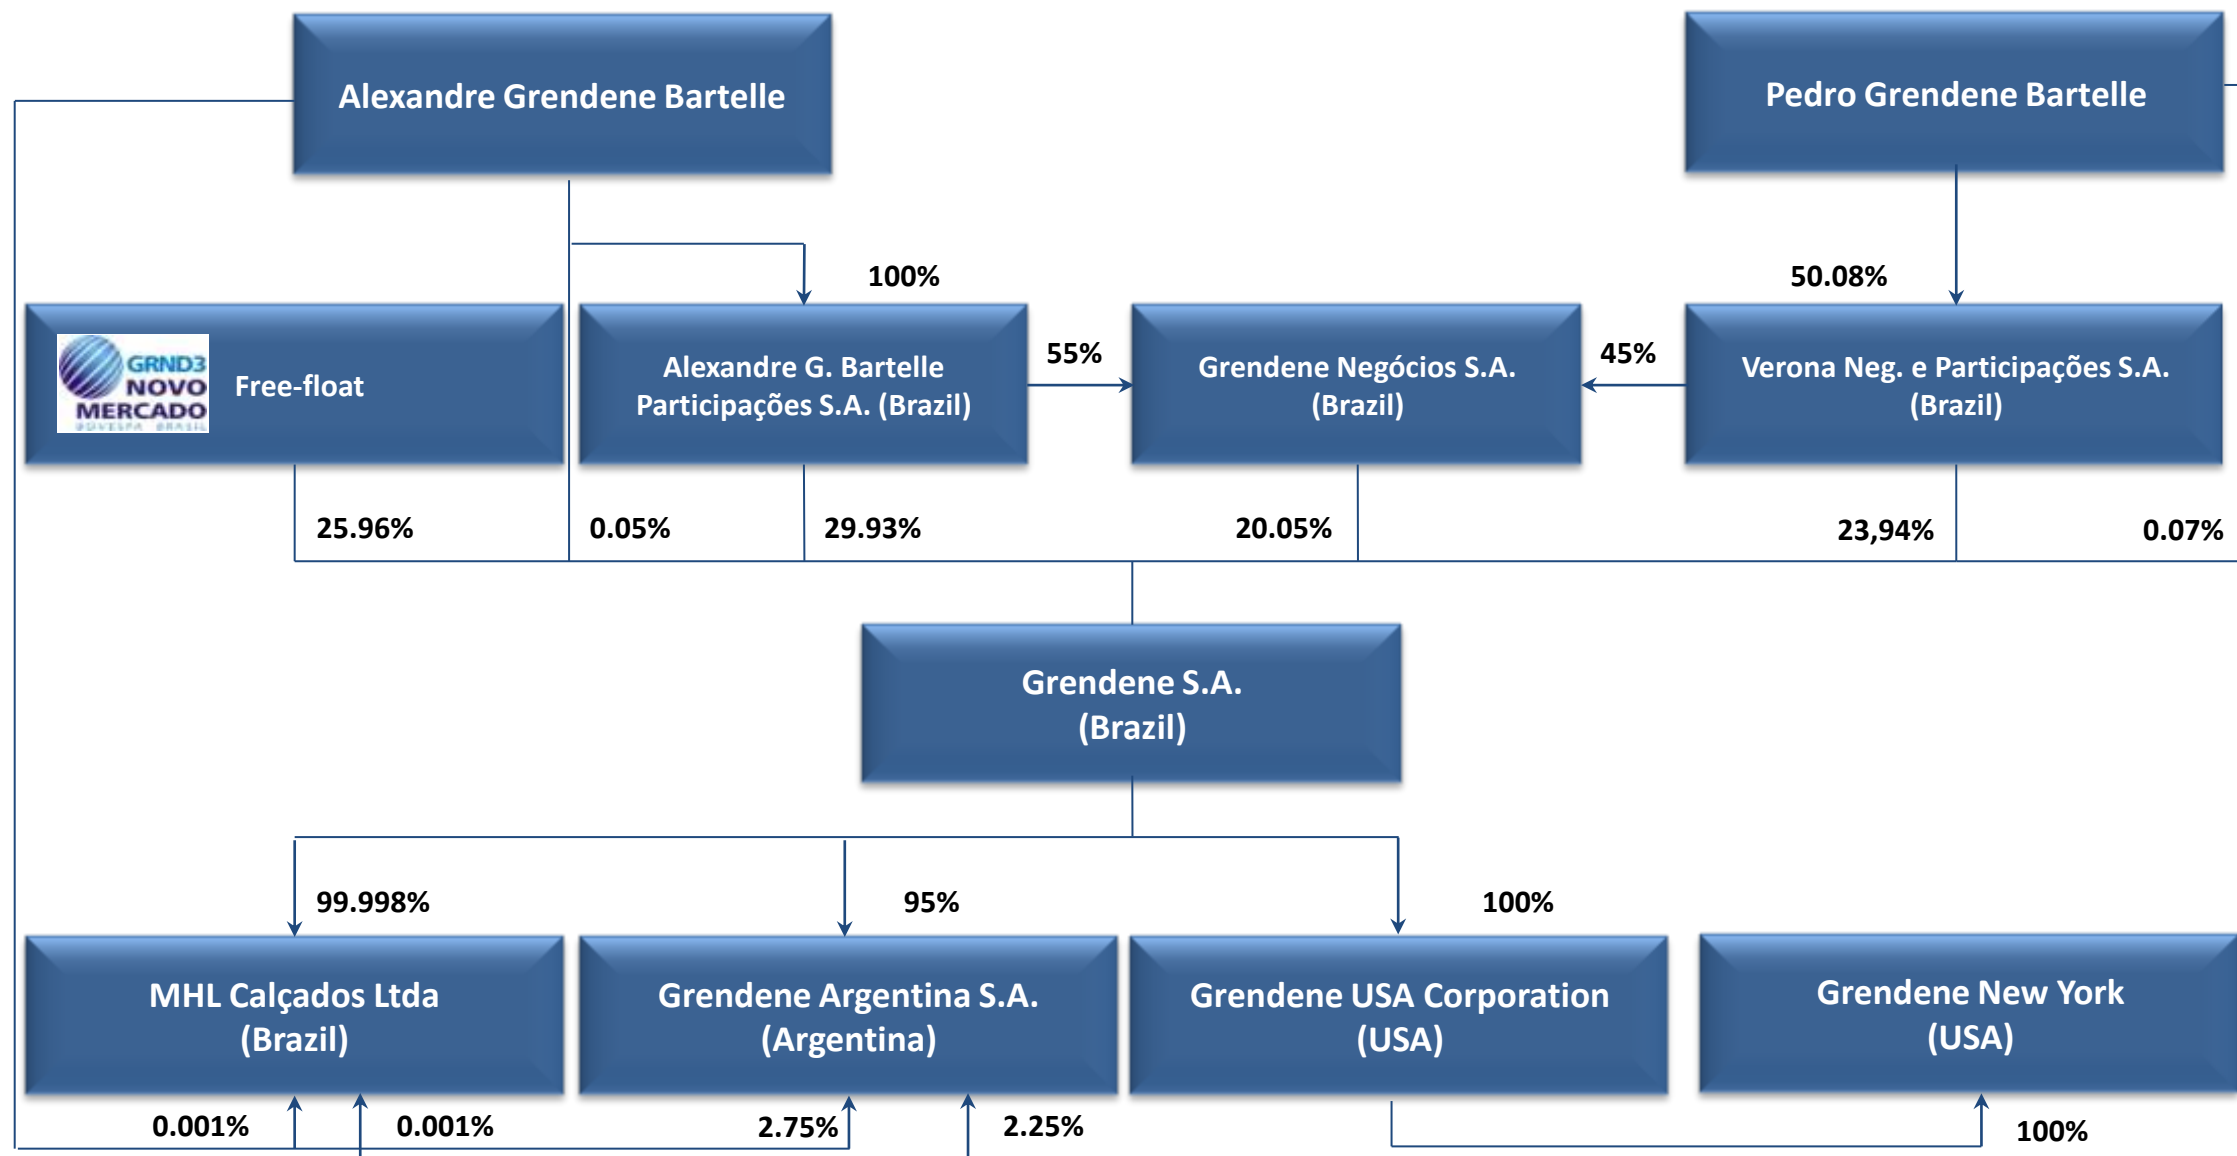 Alexandre Grendene Bartelle
Pedro Grendene Bartelle
100%
50.08%
GRND3
NOVO
MERCADO
BOVESPA BRASIL
Free-float
Alexandre G. Bartelle
Participações S.A. (Brazil)
55%
Grendene Negócios S.A.
(Brazil)
45%
Verona Neg. e Participações S.A.
(Brazil)
25.96%
0.05%
29.93%
20.05%
23,94%
0.07%
Grendene S.A.
(Brazil)
99.998%
95%
100%
MHL Calçados Ltda
(Brazil)
Grendene Argentina S.A.
(Argentina)
Grendene USA Corporation
(USA)
Grendene New York
(USA)
0.001%
0.001%
2.75%
2.25%
100%